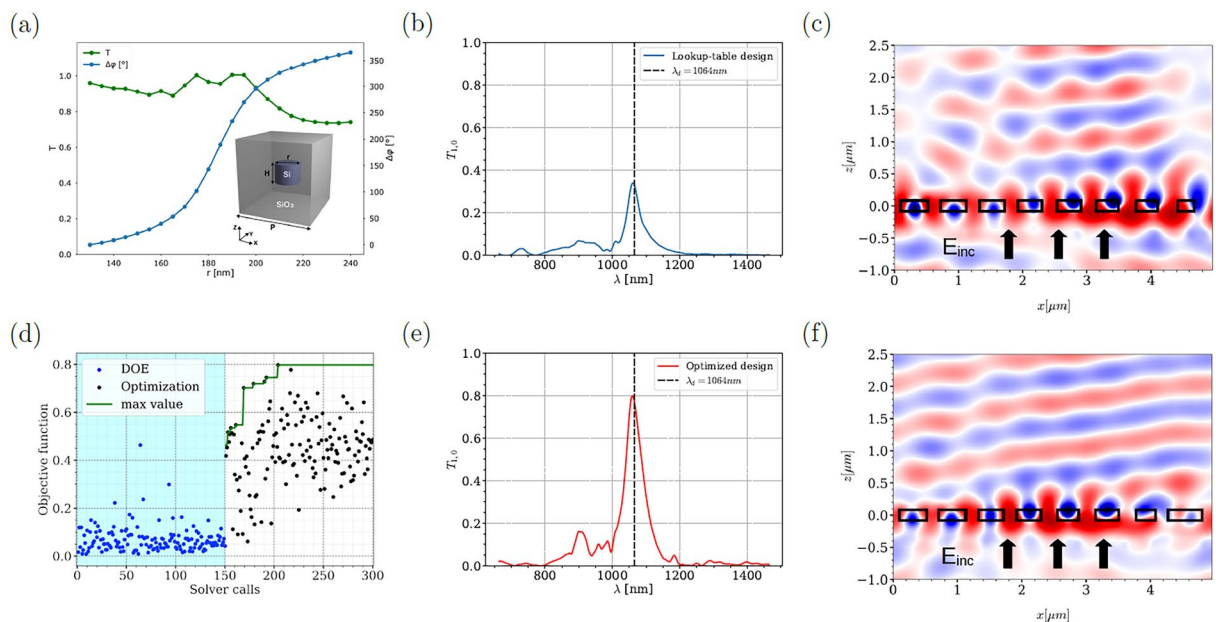 (a)
T
Δφ [°]
1.0
0.8
0.6
0.4
0.2
0.0
T
350
300
250
200
150
100
50
0
Δφ [°]
r
H
Si
SiO₃
P
Z
Y
X
140
160
180
200
220
240
r [nm]
(b)
Lookup-table design
λd = 1064nm
1.0
0.8
0.6
0.4
0.2
0.0
T1,0
800
1000
1200
1400
λ [nm]
(c)
2.5
2.0
1.5
1.0
0.5
0.0
−0.5
−1.0
z[μm]
Einc
0
1
2
3
4
x[μm]
(d)
DOE
Optimization
max value
0.8
0.6
0.4
0.2
0.0
Objective function
0
50
100
150
200
250
300
Solver calls
(e)
Optimized design
λd = 1064nm
1.0
0.8
0.6
0.4
0.2
0.0
T1,0
800
1000
1200
1400
λ [nm]
(f)
2.5
2.0
1.5
1.0
0.5
0.0
−0.5
−1.0
z[μm]
Einc
0
1
2
3
4
x[μm]